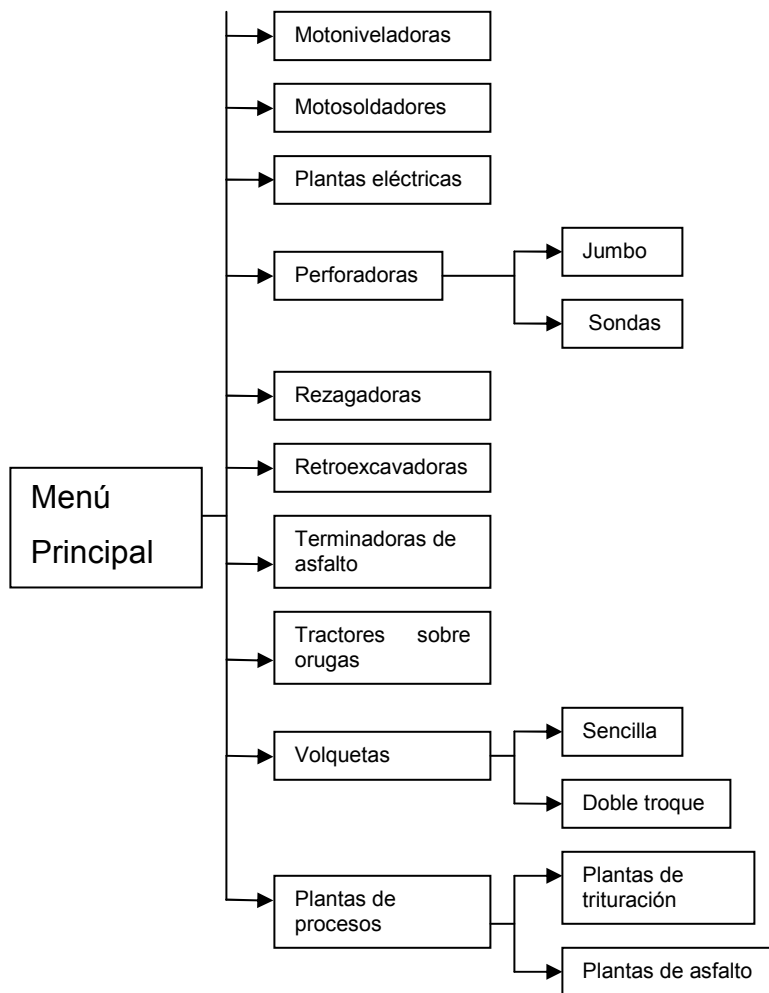 Motoniveladoras
Motosoldadores
Plantas eléctricas
Perforadoras
Jumbo
Sondas
Rezagadoras
Retroexcavadoras
Menú
Principal
Terminadoras de
asfalto
Tractores sobre
orugas
Volquetas
Sencilla
Doble troque
Plantas de
procesos
Plantas de
trituración
Plantas de asfalto